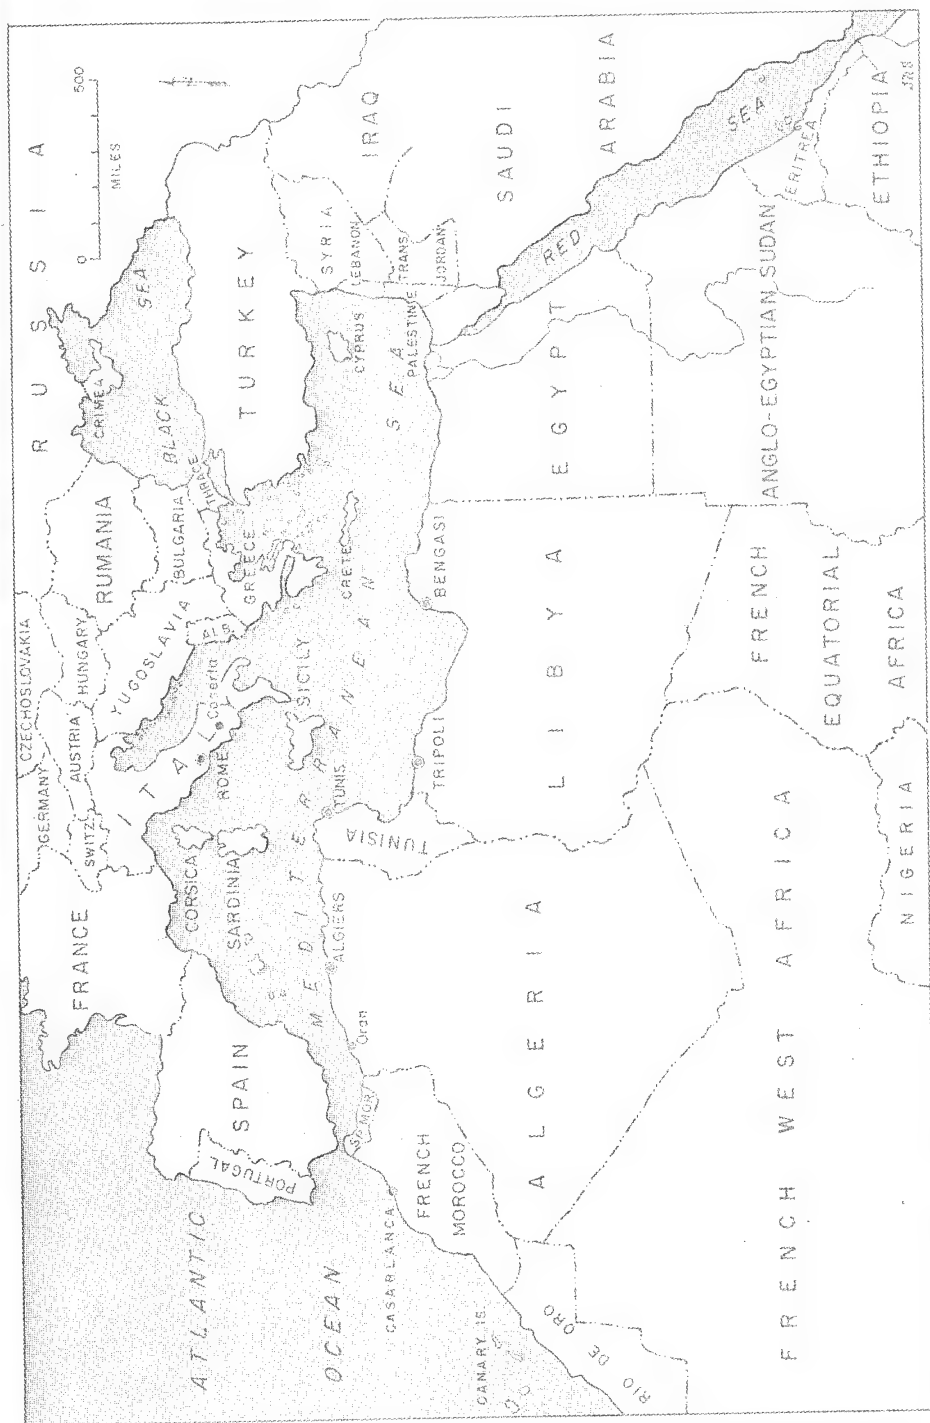 RUSSIA
0 500
MILES
N
CZECHOSLOVAKIA
GERMANY
AUSTRIA
HUNGARY
SWITZ.
RUMANIA
CRIMEA
BLACK SEA
FRANCE
YUGOSLAVIA
BULGARIA
THRACE
TURKEY
ITALY
ROME
Caserta
GREECE
CORSICA
SARDINIA
SICILY
CRETE
CYPRUS
SYRIA
LEBANON
IRAQ
PALESTINE
TRANS
JORDAN
SAUDI
ARABIA
ATLANTIC
OCEAN
SPAIN
PORTUGAL
MEDITERRANEAN SEA
SP. MOR.
Oran
ALGIERS
TUNIS
TUNISIA
TRIPOLI
BENGASI
CASABLANCA
FRENCH
MOROCCO
CANARY IS.
RIO DE ORO
ALGERIA
LIBYA
EGYPT
RED SEA
FRENCH WEST AFRICA
NIGERIA
FRENCH
EQUATORIAL
AFRICA
ANGLO-EGYPTIAN SUDAN
ERITREA
ETHIOPIA
JRS